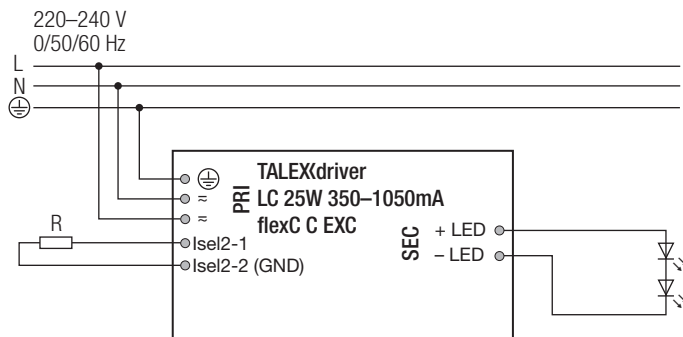 220–240 V
0/50/60 Hz
L
N
PRI
≂
≂
TALEXXdriver
LC 25W 350–1050mA
flexC C EXC
R
Isel2-1
Isel2-2 (GND)
SEC
+ LED
– LED